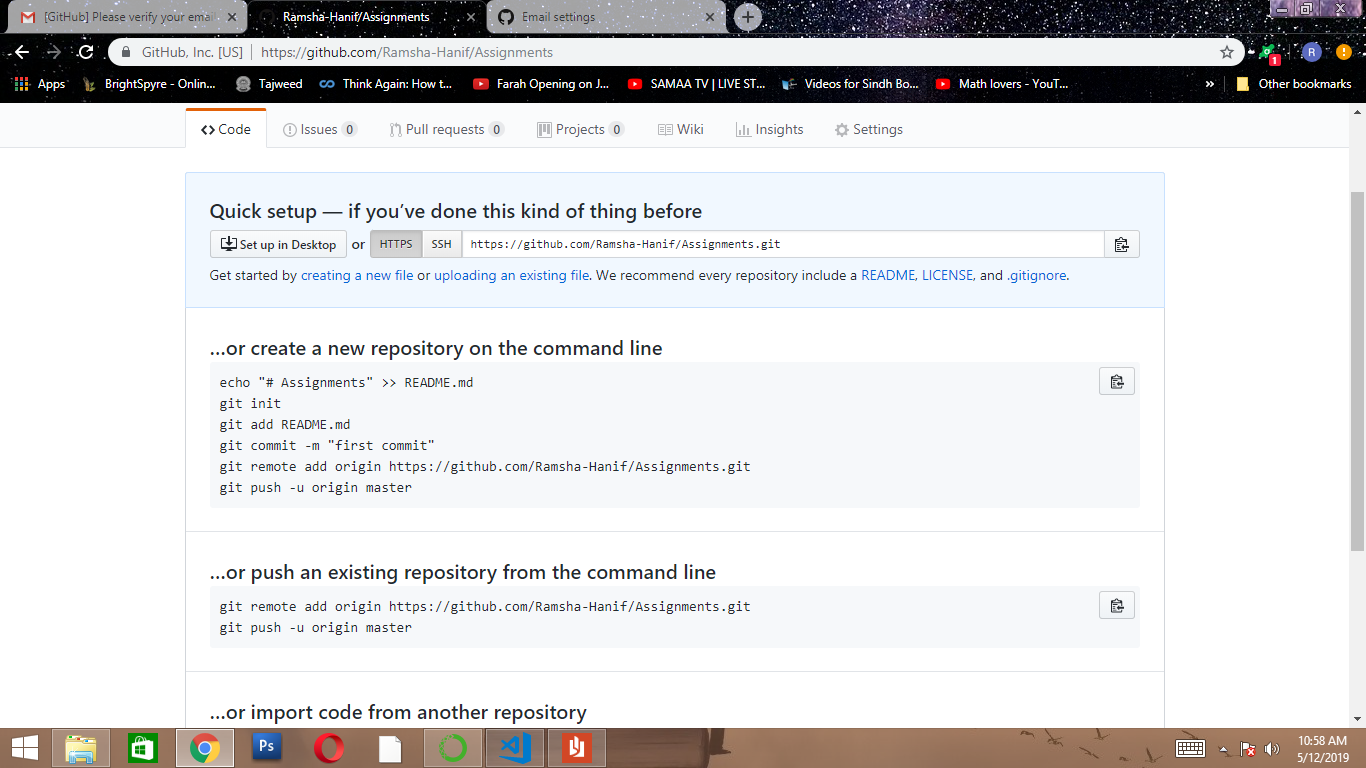 [GitHub] Please verify your email
Ramsha-Hanif/Assignments
Email settings
GitHub, Inc. [US]
https://github.com/Ramsha-Hanif/Assignments
1
R
Apps
BrightSpyre - Onlin...
Tajweed
Think Again: How t...
Farah Opening on J...
SAMAA TV | LIVE ST...
Videos for Sindh Bo...
Math lovers - YouT...
»
Other bookmarks
<> Code
Issues 0
Pull requests 0
Projects 0
Wiki
Insights
Settings
Quick setup — if you’ve done this kind of thing before
Set up in Desktop or HTTPS SSH https://github.com/Ramsha-Hanif/Assignments.git
Get started by creating a new file or uploading an existing file. We recommend every repository include a README, LICENSE, and .gitignore.
…or create a new repository on the command line
echo "# Assignments" >> README.md
git init
git add README.md
git commit -m "first commit"
git remote add origin https://github.com/Ramsha-Hanif/Assignments.git
git push -u origin master
…or push an existing repository from the command line
git remote add origin https://github.com/Ramsha-Hanif/Assignments.git
git push -u origin master
…or import code from another repository
Ps
10:58 AM
5/12/2019